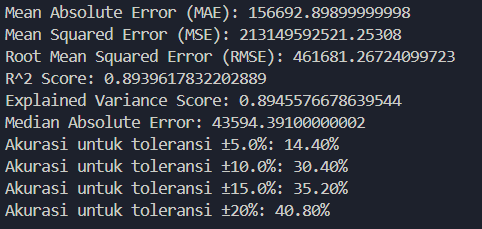 Mean Absolute Error (MAE): 156692.89899999998
Mean Squared Error (MSE): 213149592521.25308
Root Mean Squared Error (RMSE): 461681.26724099723
R^2 Score: 0.8939617832202889
Explained Variance Score: 0.8945576678639544
Median Absolute Error: 43594.39100000002
Akurasi untuk toleransi ±5.0%: 14.40%
Akurasi untuk toleransi ±10.0%: 30.40%
Akurasi untuk toleransi ±15.0%: 35.20%
Akurasi untuk toleransi ±20%: 40.80%